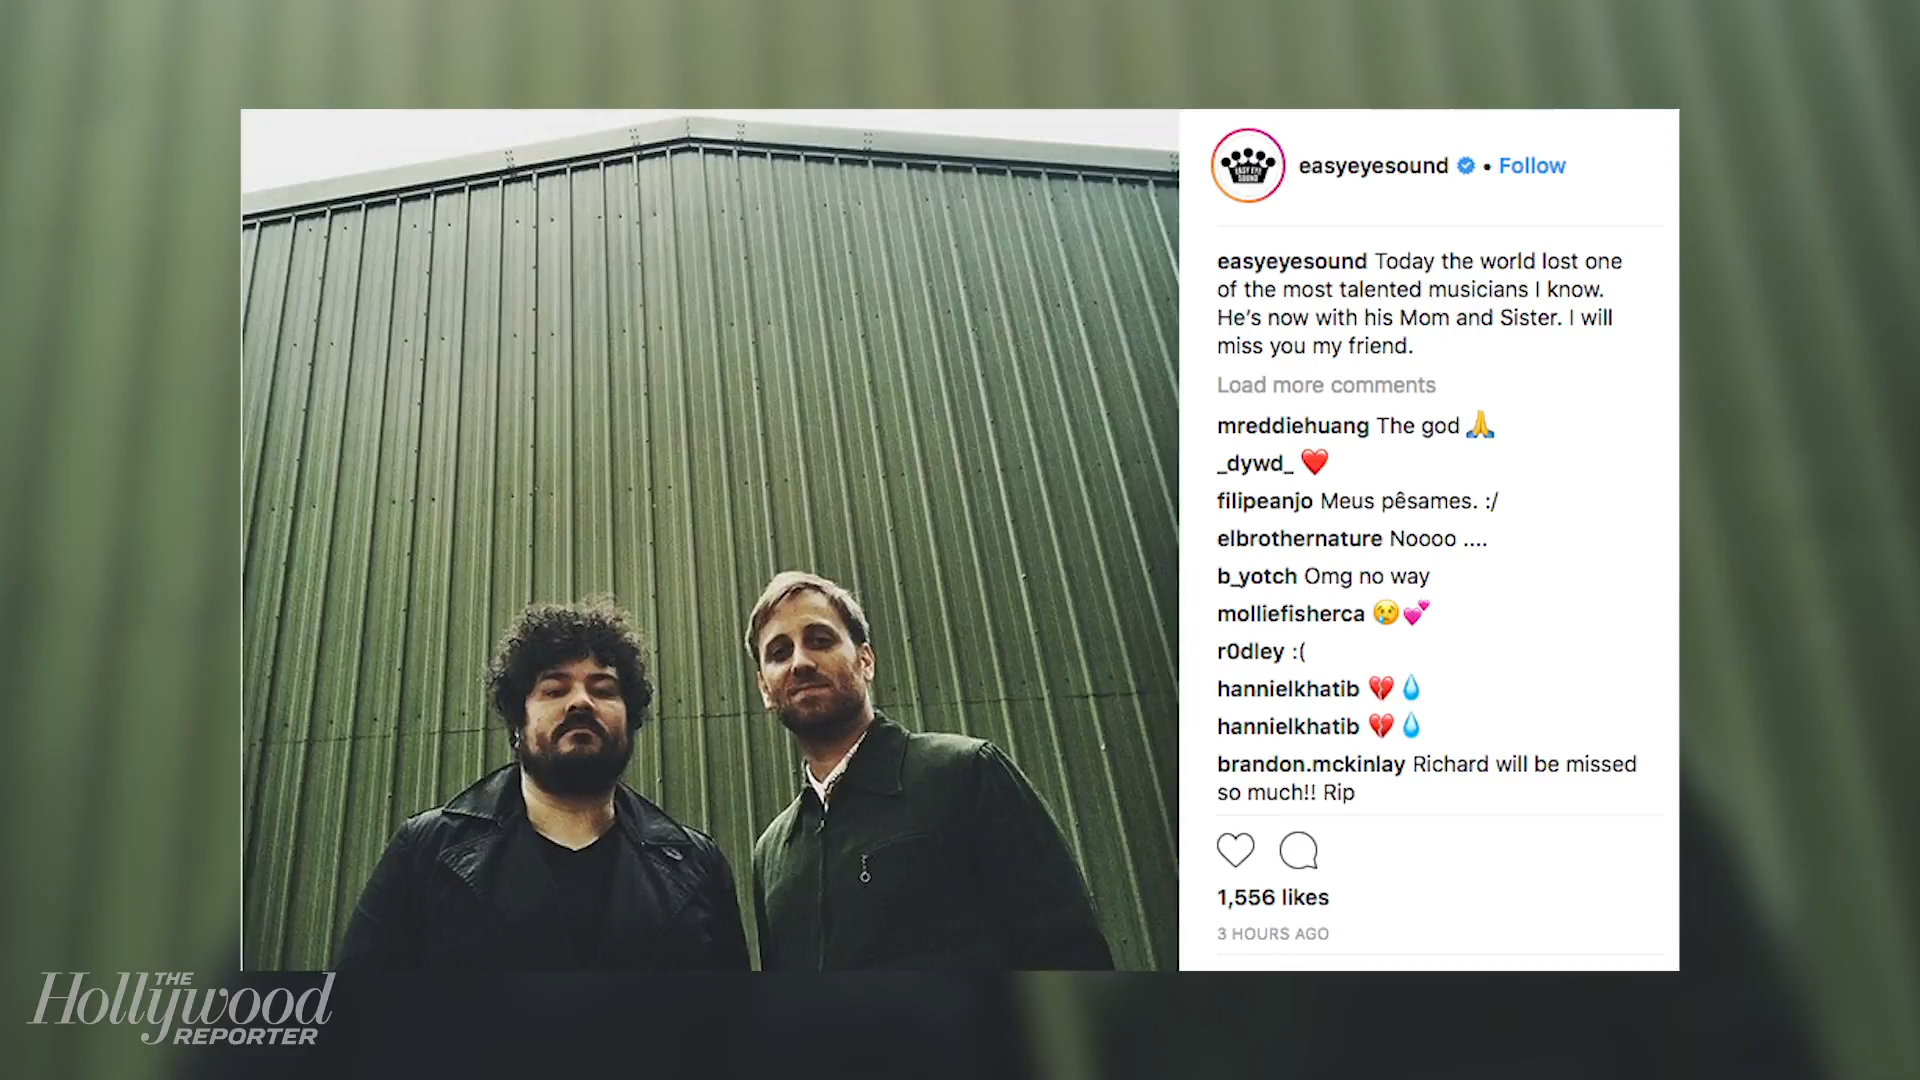 EASY EYE
SOUND
easyeyesound • Follow
easyeyesound Today the world lost one
of the most talented musicians I know.
He's now with his Mom and Sister. I will
miss you my friend.
Load more comments
mreddiehuang The god 🙏
_dywd_ ❤️
filipeanjo Meus pêsames. :/
elbrothernature Noooo ....
b_yotch Omg no way
molliefisherca 😢💕
r0dley :(
hannielkhatib 💔💧
hannielkhatib 💔💧
brandon.mckinlay Richard will be missed
so much!! Rip
1,556 likes
3 HOURS AGO
THE
Hollywood
REPORTER